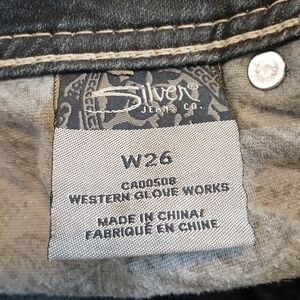 Silver
JEANS CO.
W26
CA00508
WESTERN GLOVE WORKS
MADE IN CHINA/
FABRIQUÉ EN CHINE